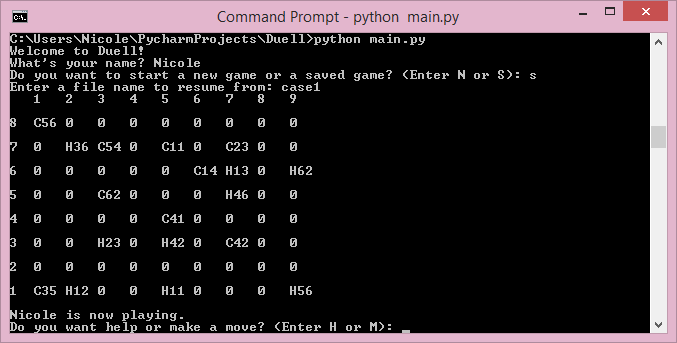 Command Prompt - python  main.py
C:\Users\Nicole\PycharmProjects\Duell>python main.py
Welcome to Duell!
What's your name? Nicole
Do you want to start a new game or a saved game? (Enter N or S): s
Enter a file name to resume from: case1
1 2 3 4 5 6 7 8 9
8 C56 0 0 0 0 0 0 0 0
7 0 H36 C54 0 C11 0 C23 0 0
6 0 0 0 0 0 C14 H13 0 H62
5 0 0 C62 0 0 0 H46 0 0
4 0 0 0 0 C41 0 0 0 0
3 0 0 H23 0 H42 0 C42 0 0
2 0 0 0 0 0 0 0 0 0
1 C35 H12 0 0 H11 0 0 0 H56
Nicole is now playing.
Do you want help or make a move? (Enter H or M): _